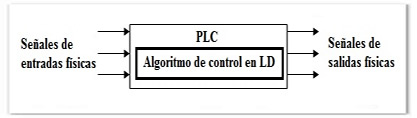 Señales de
entradas físicas
PLC
Algoritmo de control en LD
Señales de
salidas físicas